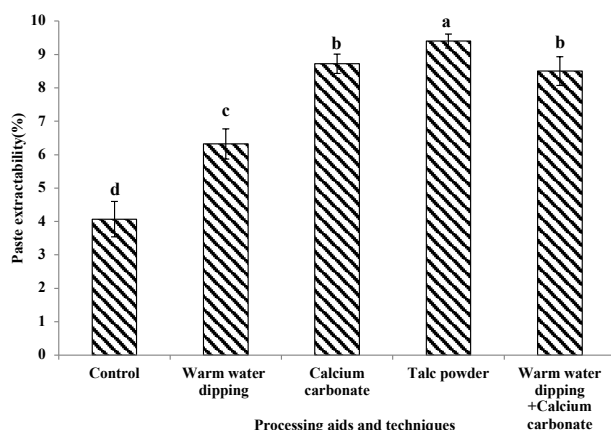 Paste extractability(%)
10
9
8
7
6
5
4
3
2
1
0
d
c
b
a
b
Control
Warm water
dipping
Calcium
carbonate
Talc powder
Warm water
dipping
+Calcium
carbonate
Processing aids and techniques